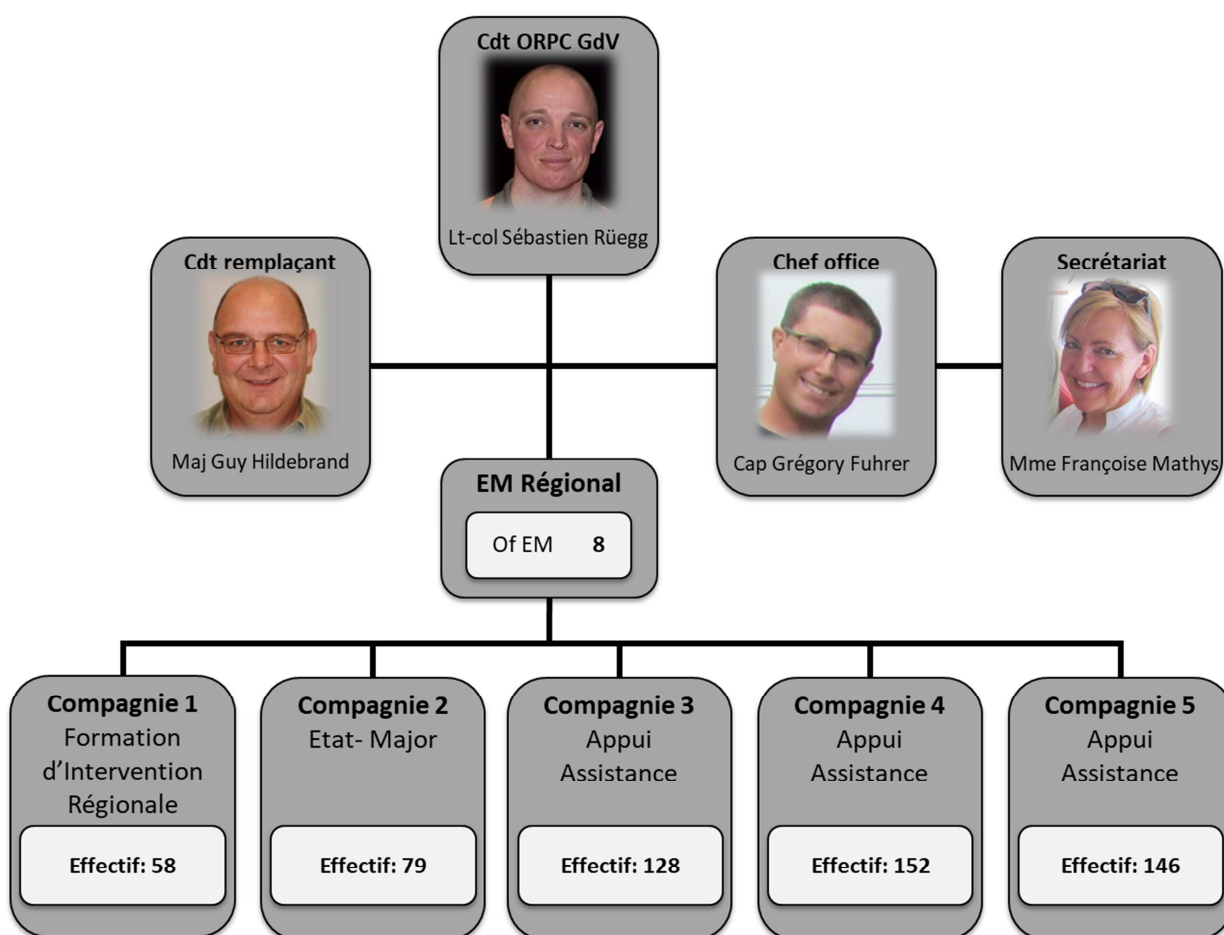 Cdt ORPC GdV
Lt-col Sébastien Rüegg
Cdt remplaçant
Maj Guy Hildebrand
Chef office
Cap Grégory Fuhrer
Secrétariat
Mme Françoise Mathys
EM Régional
Of EM 8
Compagnie 1
Formation
d’Intervention
Régionale
Effectif: 58
Compagnie 2
Etat- Major
Effectif: 79
Compagnie 3
Appui
Assistance
Effectif: 128
Compagnie 4
Appui
Assistance
Effectif: 152
Compagnie 5
Appui
Assistance
Effectif: 146